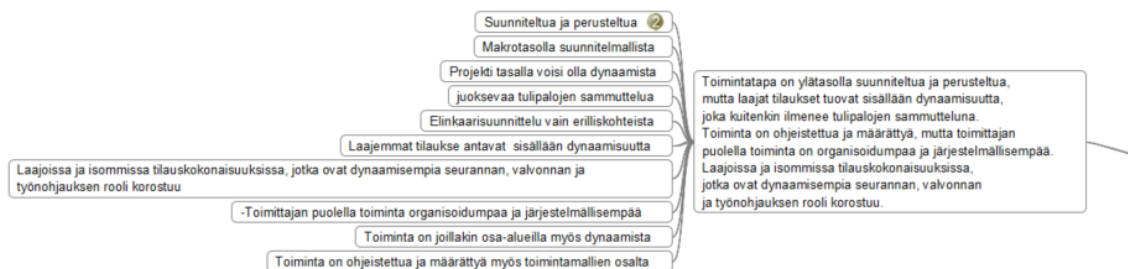 Suunniteltua ja perusteltua 2
Makrotasolla suunnitelmallista
Projekti tasalla voisi olla dynaamista
juoksevaa tulipalojen sammuttelua
Elinkaarisuunnittelu vain erilliskohteista
Laajemmat tilaukse antavat sisällään dynaamisuutta
Laajoissa ja isommissa tilauskokonaisuuksissa, jotka ovat dynaamisempia seurannan, valvonnan ja
työnohjauksen rooli korostuu
-Toimittajan puolella toiminta organisoidumpaa ja järjestelmällisempää
Toiminta on joillakin osa-alueilla myös dynaamista
Toiminta on ohjeistettua ja määrättyä myös toimintamallien osalta
Toimintatapa on ylätasolla suunniteltua ja perusteltua,
mutta laajat tilaukset tuovat sisällään dynaamisuutta,
joka kuitenkin ilmenee tulipalojen sammutteluna.
Toiminta on ohjeistettua ja määrättyä, mutta toimittajan
puolella toiminta on organisoidumpaa ja järjestelmällisempää.
Laajoissa ja isommissa tilauskokonaisuuksissa,
jotka ovat dynaamisempia seurannan, valvonnan
ja työnohjauksen rooli korostuu.